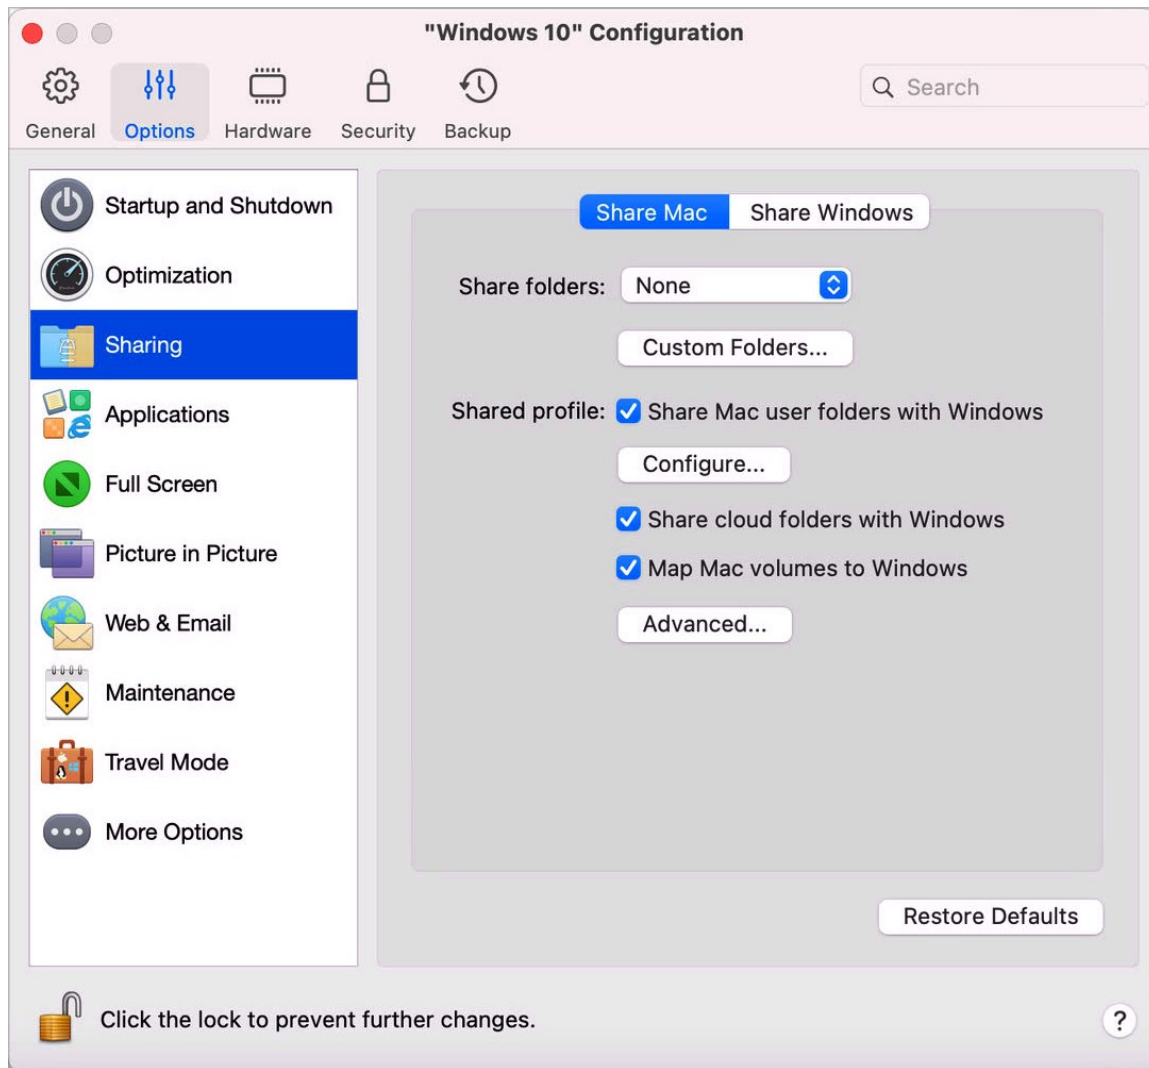 "Windows 10" Configuration
General Options Hardware Security Backup
Search
Startup and Shutdown
Optimization
Sharing
Applications
Full Screen
Picture in Picture
Web & Email
Maintenance
Travel Mode
More Options
Share Mac Share Windows
Share folders: None
Custom Folders...
Shared profile: Share Mac user folders with Windows
Configure...
Share cloud folders with Windows
Map Mac volumes to Windows
Advanced...
Restore Defaults
Click the lock to prevent further changes.
?